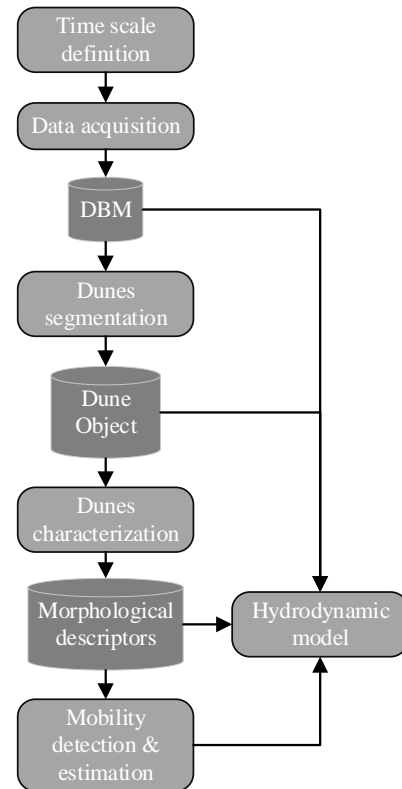 Time scale
definition
Data acquisition
DBM
Dunes
segmentation
Dune
Object
Dunes
characterization
Morphological
descriptors
Hydrodynamic
model
Mobility
detection &
estimation